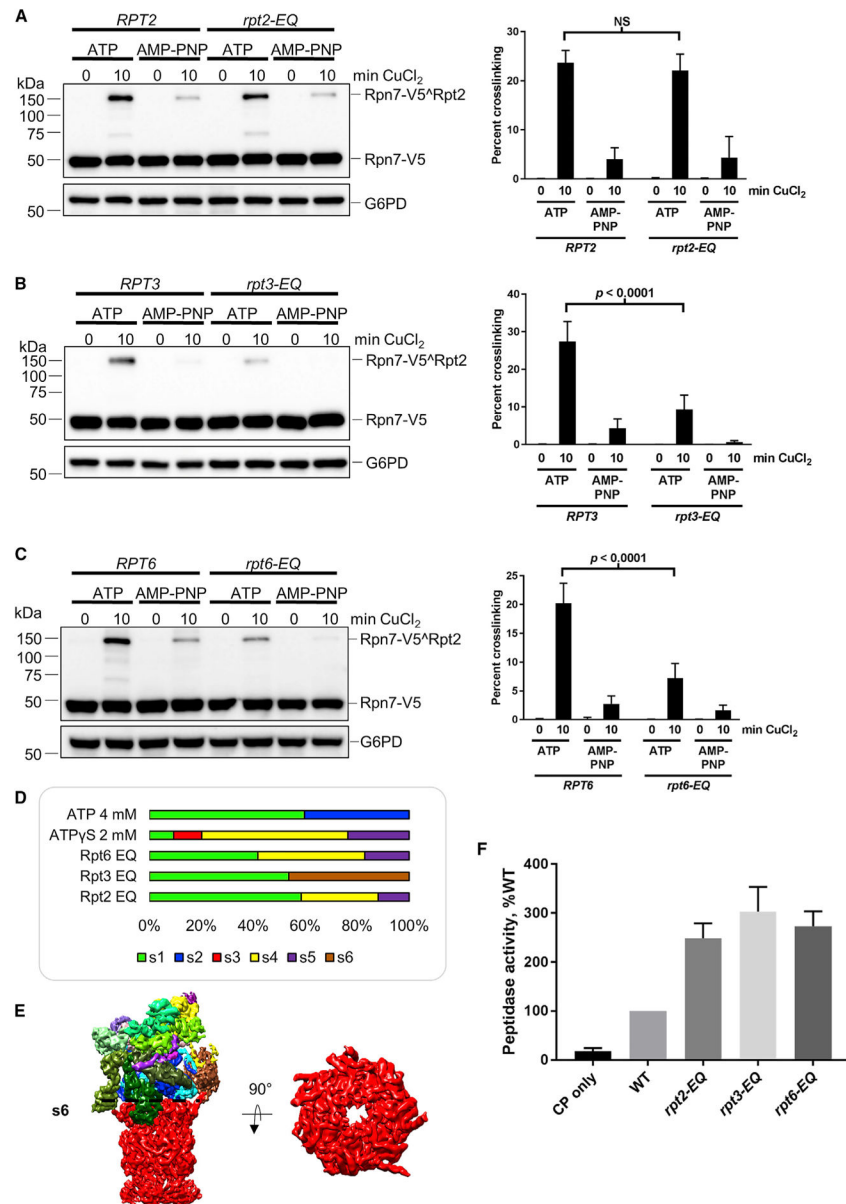 A
RPT2 rpt2-EQ
ATP AMP-PNP ATP AMP-PNP
0 10 0 10 0 10 0 10 min CuCl2
kDa
150 Rpn7-V5^Rpt2
100
75
50 Rpn7-V5
50 G6PD
Percent crosslinking
30
20
10
0
NS
0 10 0 10 0 10 0 10 min CuCl2
ATP AMP-PNP ATP AMP-PNP
RPT2 rpt2-EQ
B
RPT3 rpt3-EQ
ATP AMP-PNP ATP AMP-PNP
0 10 0 10 0 10 0 10 min CuCl2
kDa
150 Rpn7-V5^Rpt2
100
75
50 Rpn7-V5
50 G6PD
Percent crosslinking
40
30
20
10
0
p < 0.0001
0 10 0 10 0 10 0 10 min CuCl2
ATP AMP-PNP ATP AMP-PNP
RPT3 rpt3-EQ
C
RPT6 rpt6-EQ
ATP AMP-PNP ATP AMP-PNP
0 10 0 10 0 10 0 10 min CuCl2
kDa
150 Rpn7-V5^Rpt2
100
75
50 Rpn7-V5
50 G6PD
Percent crosslinking
25
20
15
10
5
0
p < 0.0001
0 10 0 10 0 10 0 10 min CuCl2
ATP AMP-PNP ATP AMP-PNP
RPT6 rpt6-EQ
D
ATP 4 mM
ATPγS 2 mM
Rpt6 EQ
Rpt3 EQ
Rpt2 EQ
0% 20% 40% 60% 80% 100%
s1 s2 s3 s4 s5 s6
E
s6
90°
F
Peptidase activity, %WT
400
300
200
100
0
CP only WT rpt2-EQ rpt3-EQ rpt6-EQ